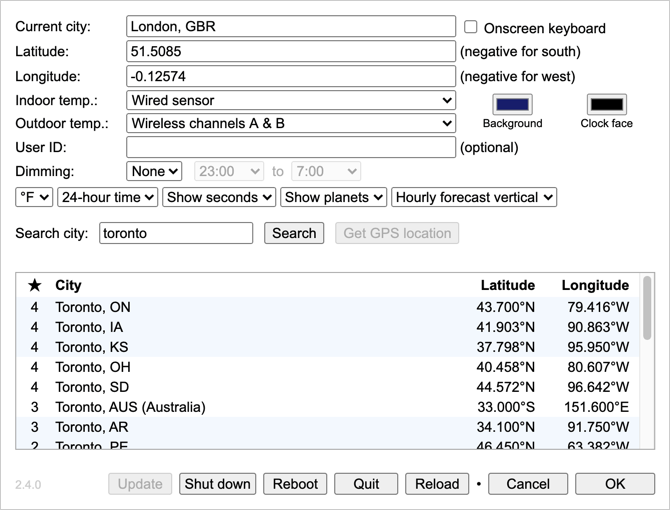 Current city: London, GBR Onscreen keyboard
Latitude: 51.5085 (negative for south)
Longitude: -0.12574 (negative for west)
Indoor temp.: Wired sensor
Outdoor temp.: Wireless channels A & B
Background Clock face
User ID: (optional)
Dimming: None 23:00 to 7:00
°F 24-hour time Show seconds Show planets Hourly forecast vertical
Search city: toronto Search Get GPS location
★ City Latitude Longitude
4 Toronto, ON 43.700°N 79.416°W
4 Toronto, IA 41.903°N 90.863°W
4 Toronto, KS 37.798°N 95.950°W
4 Toronto, OH 40.458°N 80.607°W
4 Toronto, SD 44.572°N 96.642°W
3 Toronto, AUS (Australia) 33.000°S 151.600°E
3 Toronto, AR 34.100°N 91.750°W
2 Toronto, PE 46.450°N 63.382°W
2.4.0 Update Shut down Reboot Quit Reload • Cancel OK